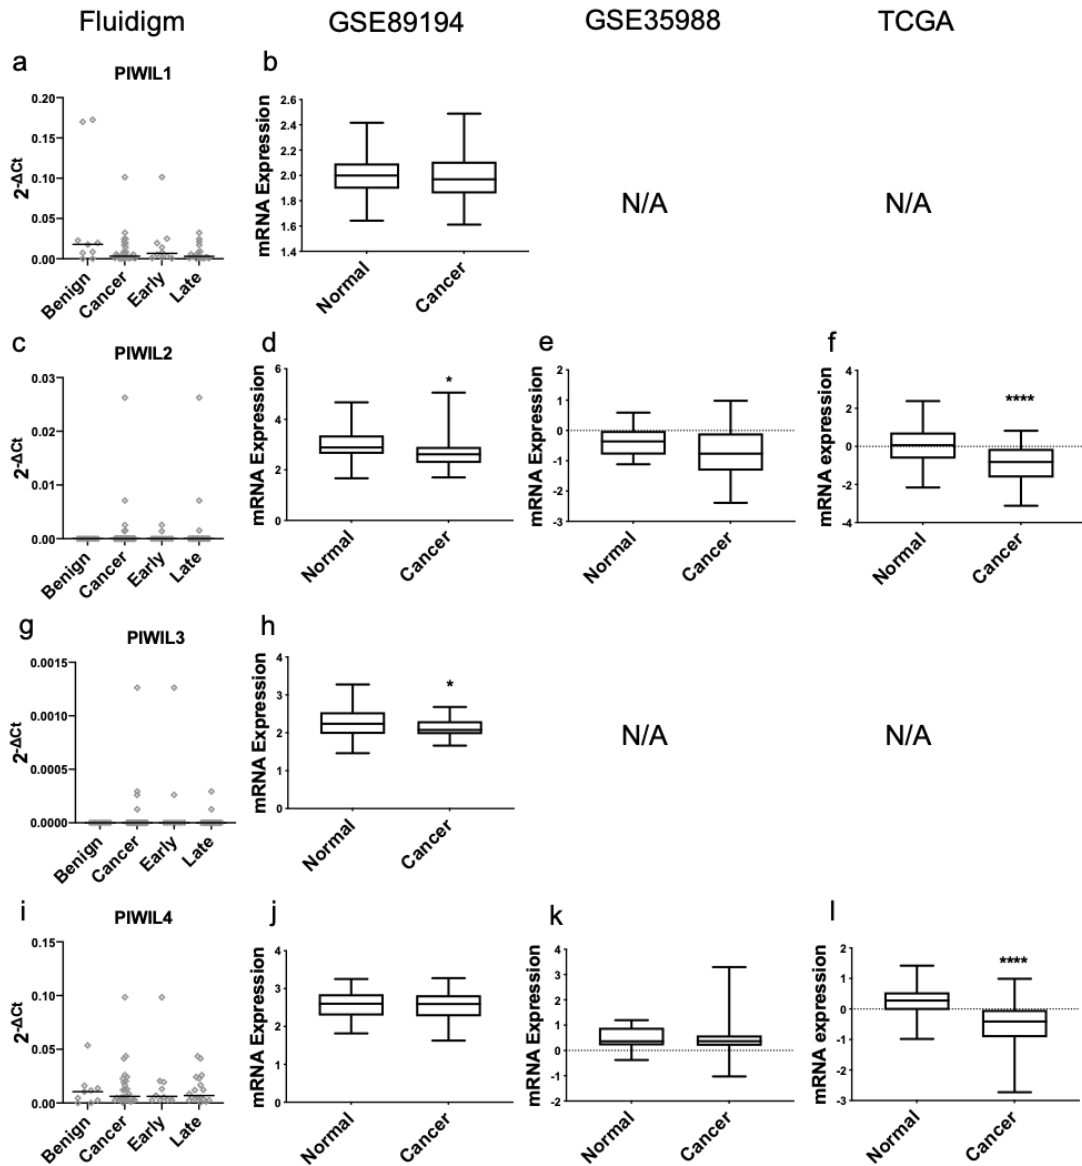 Fluidigm GSE89194 GSE35988 TCGA
a
PIWIL1
2-ΔCt
0.20
0.15
0.10
0.05
0.00
Benign Cancer Early Late
b
mRNA Expression
2.6
2.4
2.2
2.0
1.8
1.6
1.4
Normal Cancer
N/A
N/A
c
PIWIL2
2-ΔCt
0.03
0.02
0.01
0.00
Benign Cancer Early Late
d
mRNA Expression
6
4
2
0
*
Normal Cancer
e
mRNA Expression
2
1
0
-1
-2
-3
Normal Cancer
f
mRNA expression
4
2
0
-2
-4
****
Normal Cancer
g
PIWIL3
2-ΔCt
0.0015
0.0010
0.0005
0.0000
Benign Cancer Early Late
h
mRNA Expression
4
3
2
1
0
*
Normal Cancer
N/A
N/A
i
PIWIL4
2-ΔCt
0.15
0.10
0.05
0.00
Benign Cancer Early Late
j
mRNA Expression
4
3
2
1
0
Normal Cancer
k
mRNA Expression
4
3
2
1
0
-1
-2
Normal Cancer
l
mRNA expression
2
1
0
-1
-2
-3
****
Normal Cancer